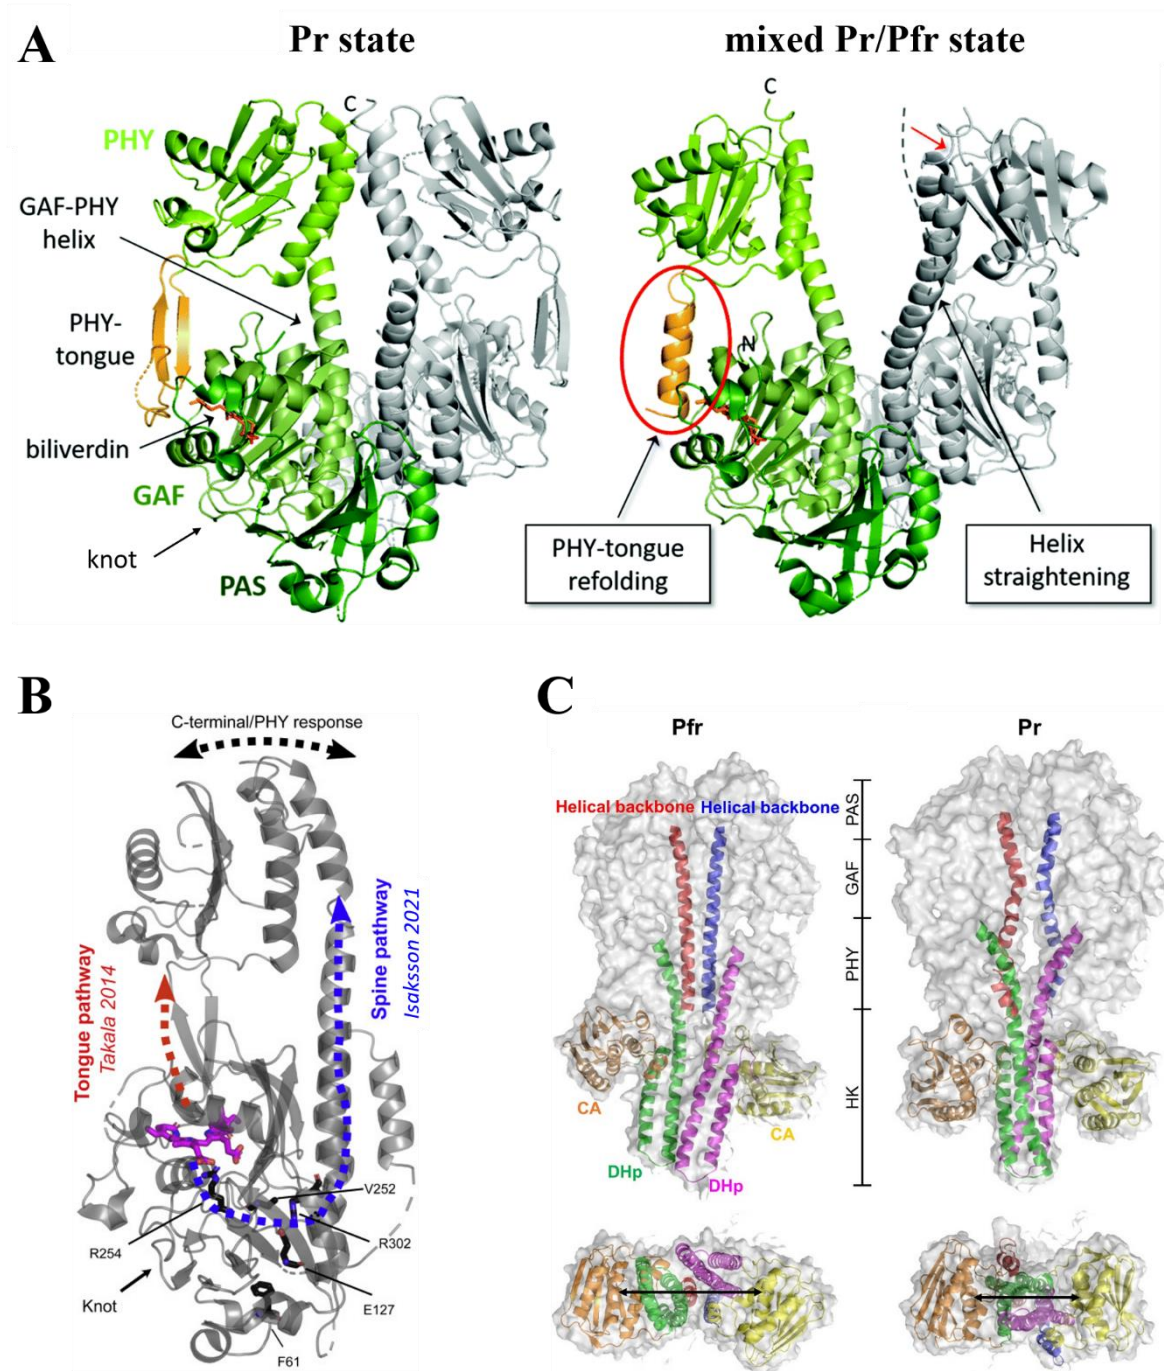 A
Pr state
mixed Pr/Pfr state
C
C
PHY
GAF-PHY
helix
PHY-
tongue
N
biliverdin
GAF
knot
PAS
PHY-tongue
refolding
Helix
straightening
B
C-terminal/PHY response
Tongue pathway
Takala 2014
Spine pathway
Isaksson 2021
V252
R254
R302
Knot
E127
F61
C
Pfr
Pr
Helical backbone
Helical backbone
PAS
GAF
PHY
HK
CA
CA
DHp
DHp